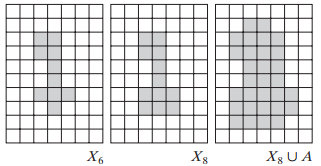 X₆ X₈ X₈ ∪ A